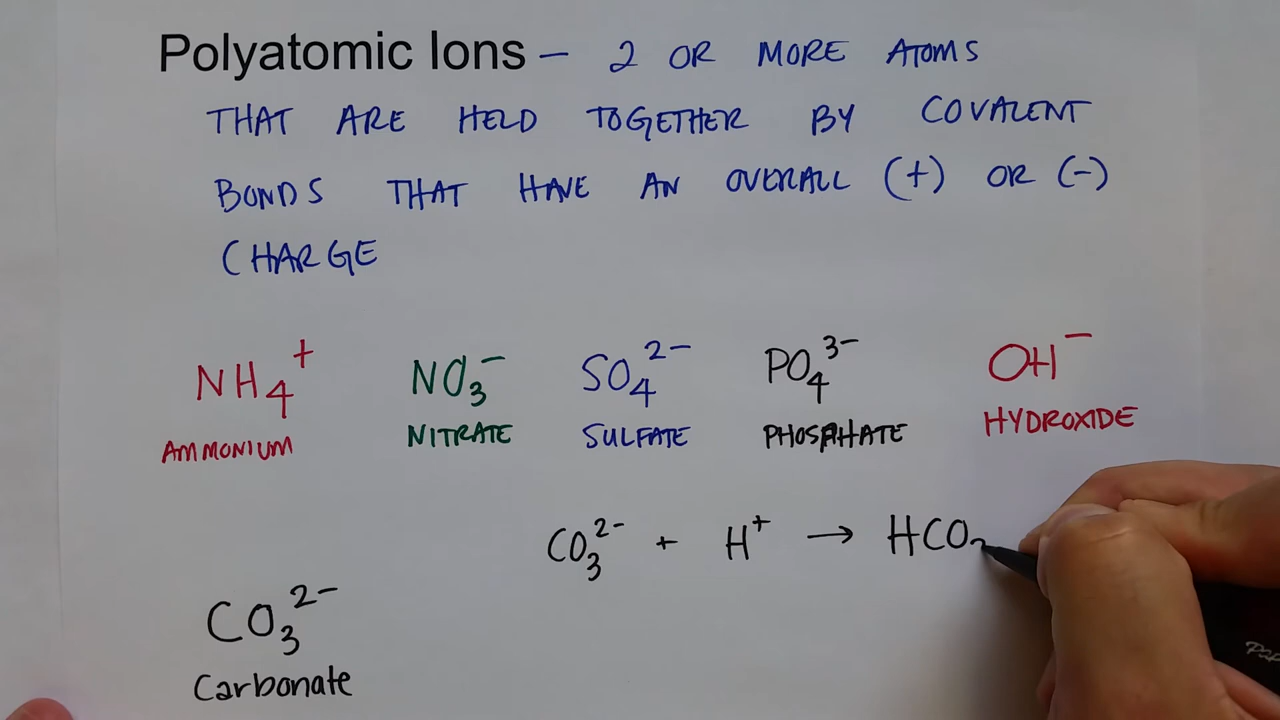 Polyatomic Ions – 2 OR MORE ATOMS
THAT ARE HELD TOGETHER BY COVALENT
BONDS THAT HAVE AN OVERALL (+) OR (-)
CHARGE
NH₄⁺ NO₃⁻ SO₄²⁻ PO₄³⁻ OH⁻
AMMONIUM NITRATE SULFATE PHOSPHATE HYDROXIDE
CO₃²⁻ + H⁺ → HCO
CO₃²⁻
Carbonate